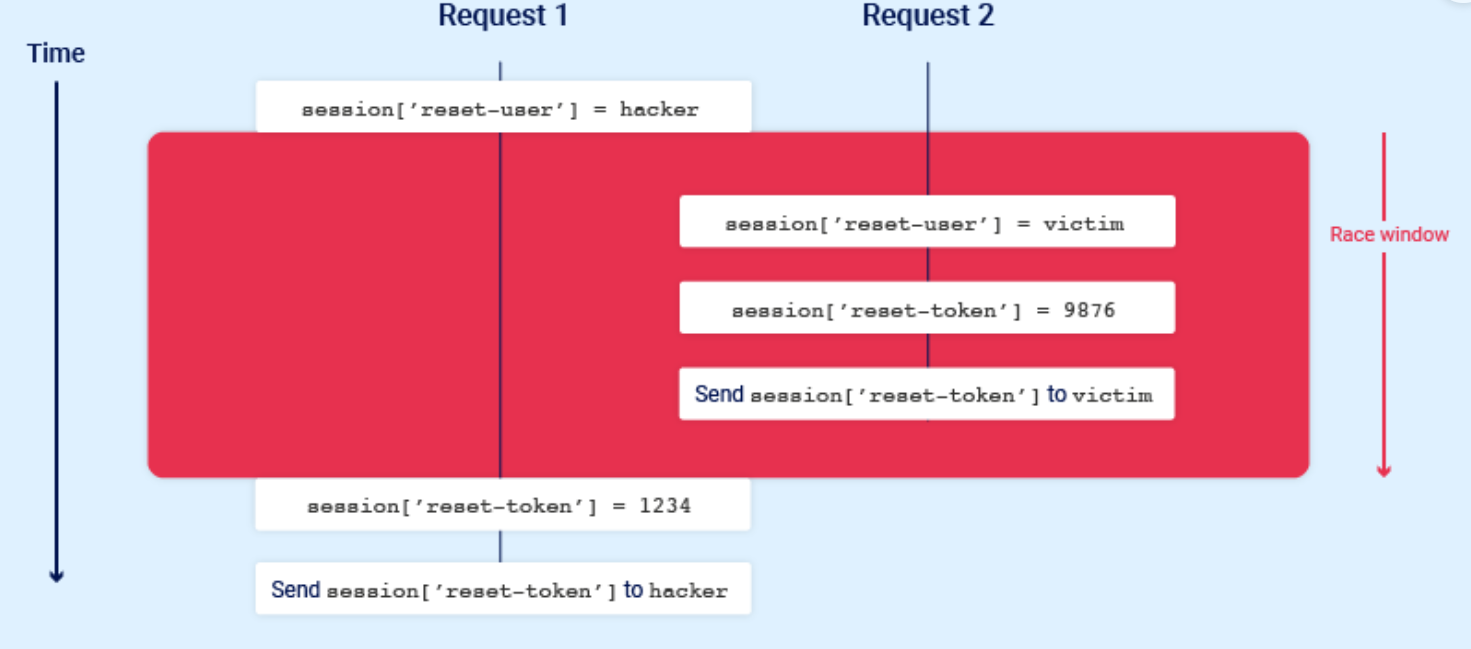 Request 1
Request 2
Time
session['reset-user'] = hacker
session['reset-user'] = victim
Race window
session['reset-token'] = 9876
Send session['reset-token'] to victim
session['reset-token'] = 1234
Send session['reset-token'] to hacker